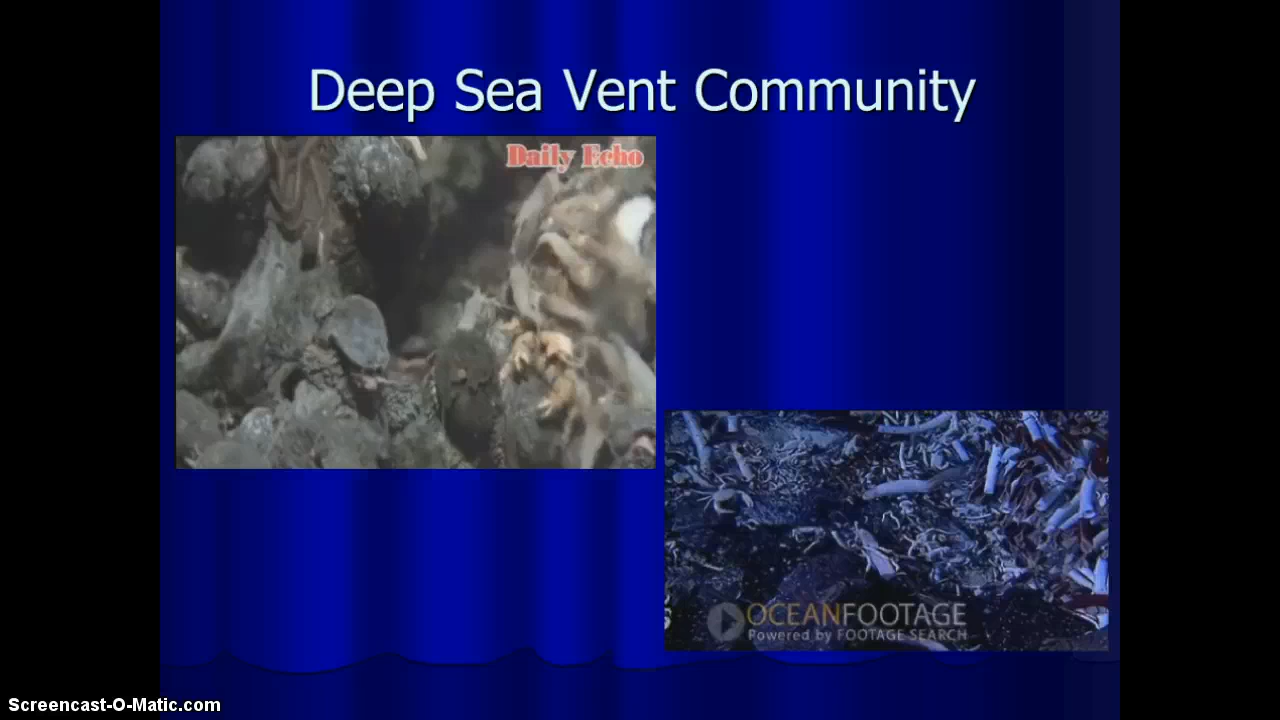 Deep Sea Vent Community
Daily Echo
OCEANFOOTAGE
Powered by FOOTAGE SEARCH
Screencast-O-Matic.com